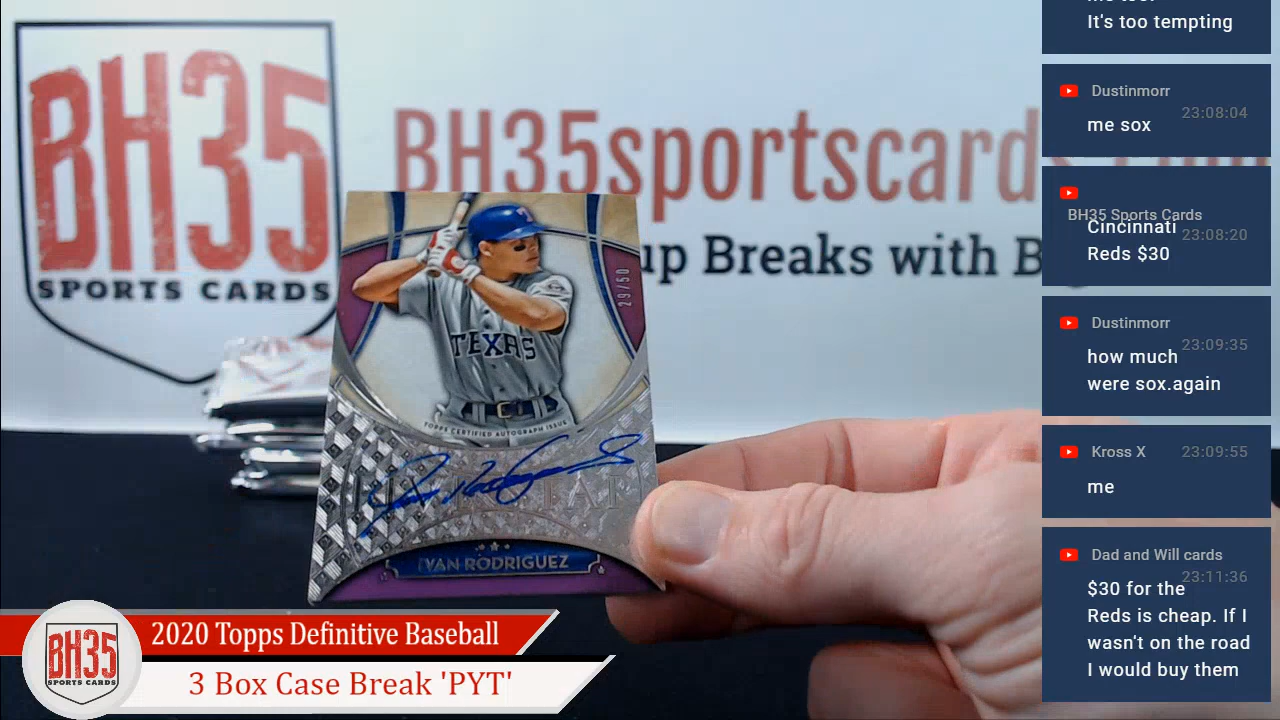 BH35
SPORTS CARDS
BH35sportscards
up Breaks with B
T
TEXAS
29/50
TOPPS CERTIFIED AUTOGRAPH ISSUE
IVAN RODRIGUEZ
BH35
SPORTS CARDS
2020 Topps Definitive Baseball
3 Box Case Break 'PYT'
It's too tempting
Dustinmorr
23:08:04
me sox
BH35 Sports Cards
23:08:20
Cincinnati
Reds $30
Dustinmorr
23:09:35
how much
were sox.again
Kross X 23:09:55
me
Dad and Will cards
23:11:36
$30 for the
Reds is cheap. If I
wasn't on the road
I would buy them